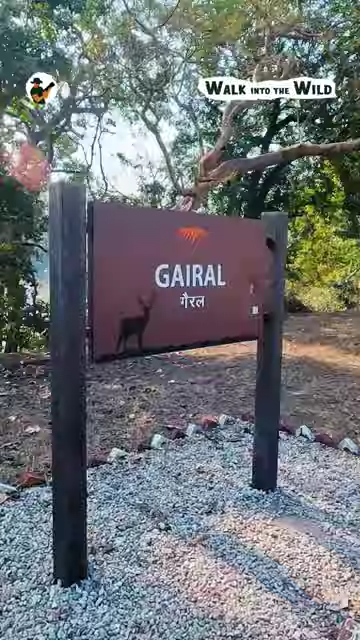 Walk into the Wild
GAIRAL
गैरल